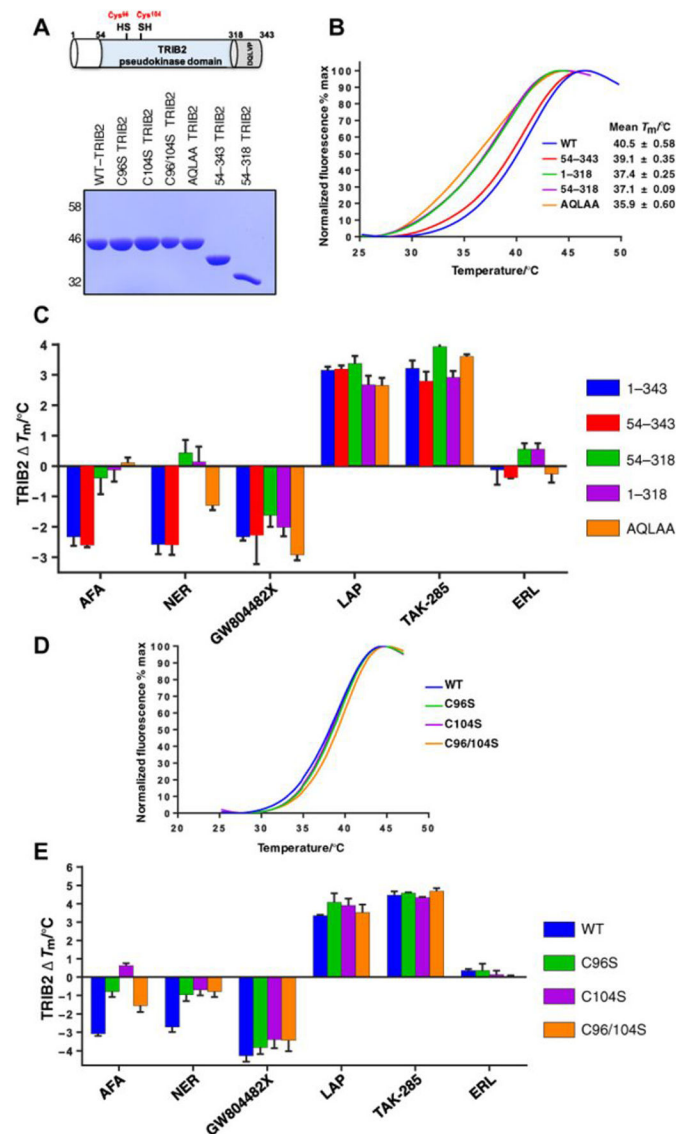 A
Cys96 Cys104
HS SH
1 54 318 343
TRIB2
pseudokinase domain
DQLVP
WT–TRIB2
C96S TRIB2
C104S TRIB2
C96/104S TRIB2
AQLAA TRIB2
54–343 TRIB2
54–318 TRIB2
58
46
32
B
Normalized fluorescence % max
100
90
80
70
60
50
40
30
20
10
0
25 30 35 40 45 50
Temperature/°C
Mean Tm/°C
WT 40.5 ± 0.58
54–343 39.1 ± 0.35
1–318 37.4 ± 0.25
54–318 37.1 ± 0.09
AQLAA 35.9 ± 0.60
C
TRIB2 Δ Tm/°C
4
3
2
1
0
–1
–2
–3
AFA NER GW804482X LAP TAK-285 ERL
1–343
54–343
54–318
1–318
AQLAA
D
Normalized fluorescence % max
100
90
80
70
60
50
40
30
20
10
0
20 25 30 35 40 45 50
Temperature/°C
WT
C96S
C104S
C96/104S
E
TRIB2 Δ Tm/°C
6
5
4
3
2
1
0
–1
–2
–3
–4
AFA NER GW804482X LAP TAK-285 ERL
WT
C96S
C104S
C96/104S